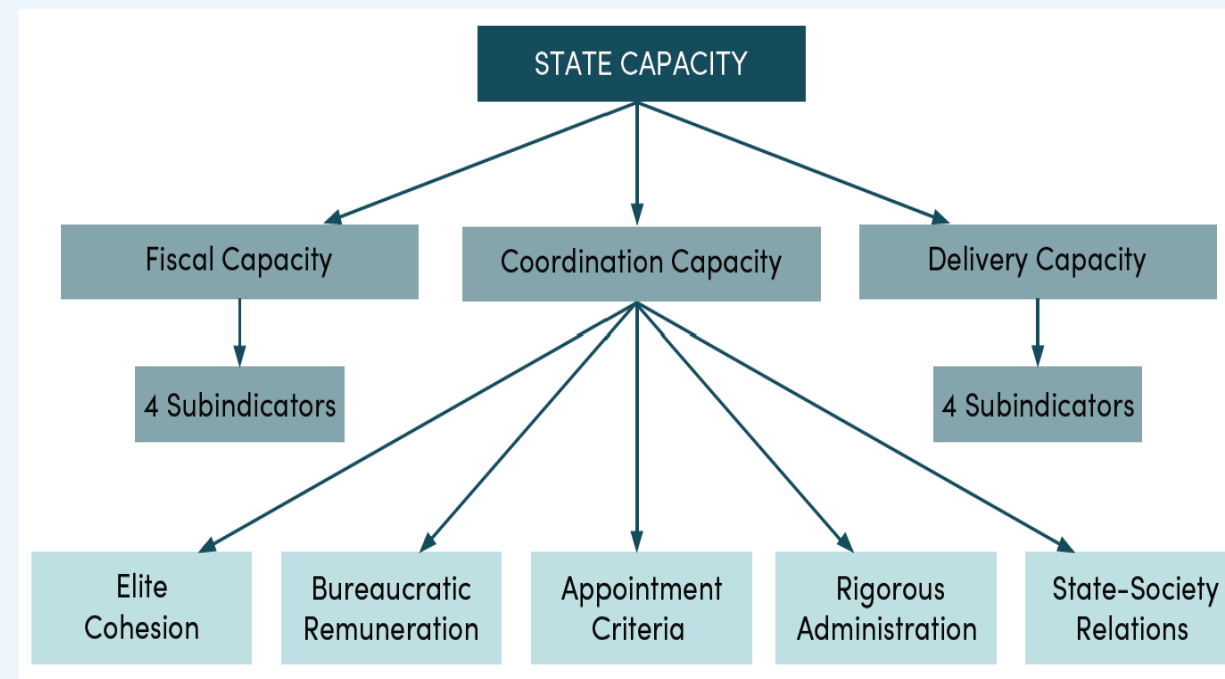 STATE CAPACITY
Fiscal Capacity
Coordination Capacity
Delivery Capacity
4 Subindicators
4 Subindicators
Elite
Cohesion
Bureaucratic
Remuneration
Appointment
Criteria
Rigorous
Administration
State-Society
Relations